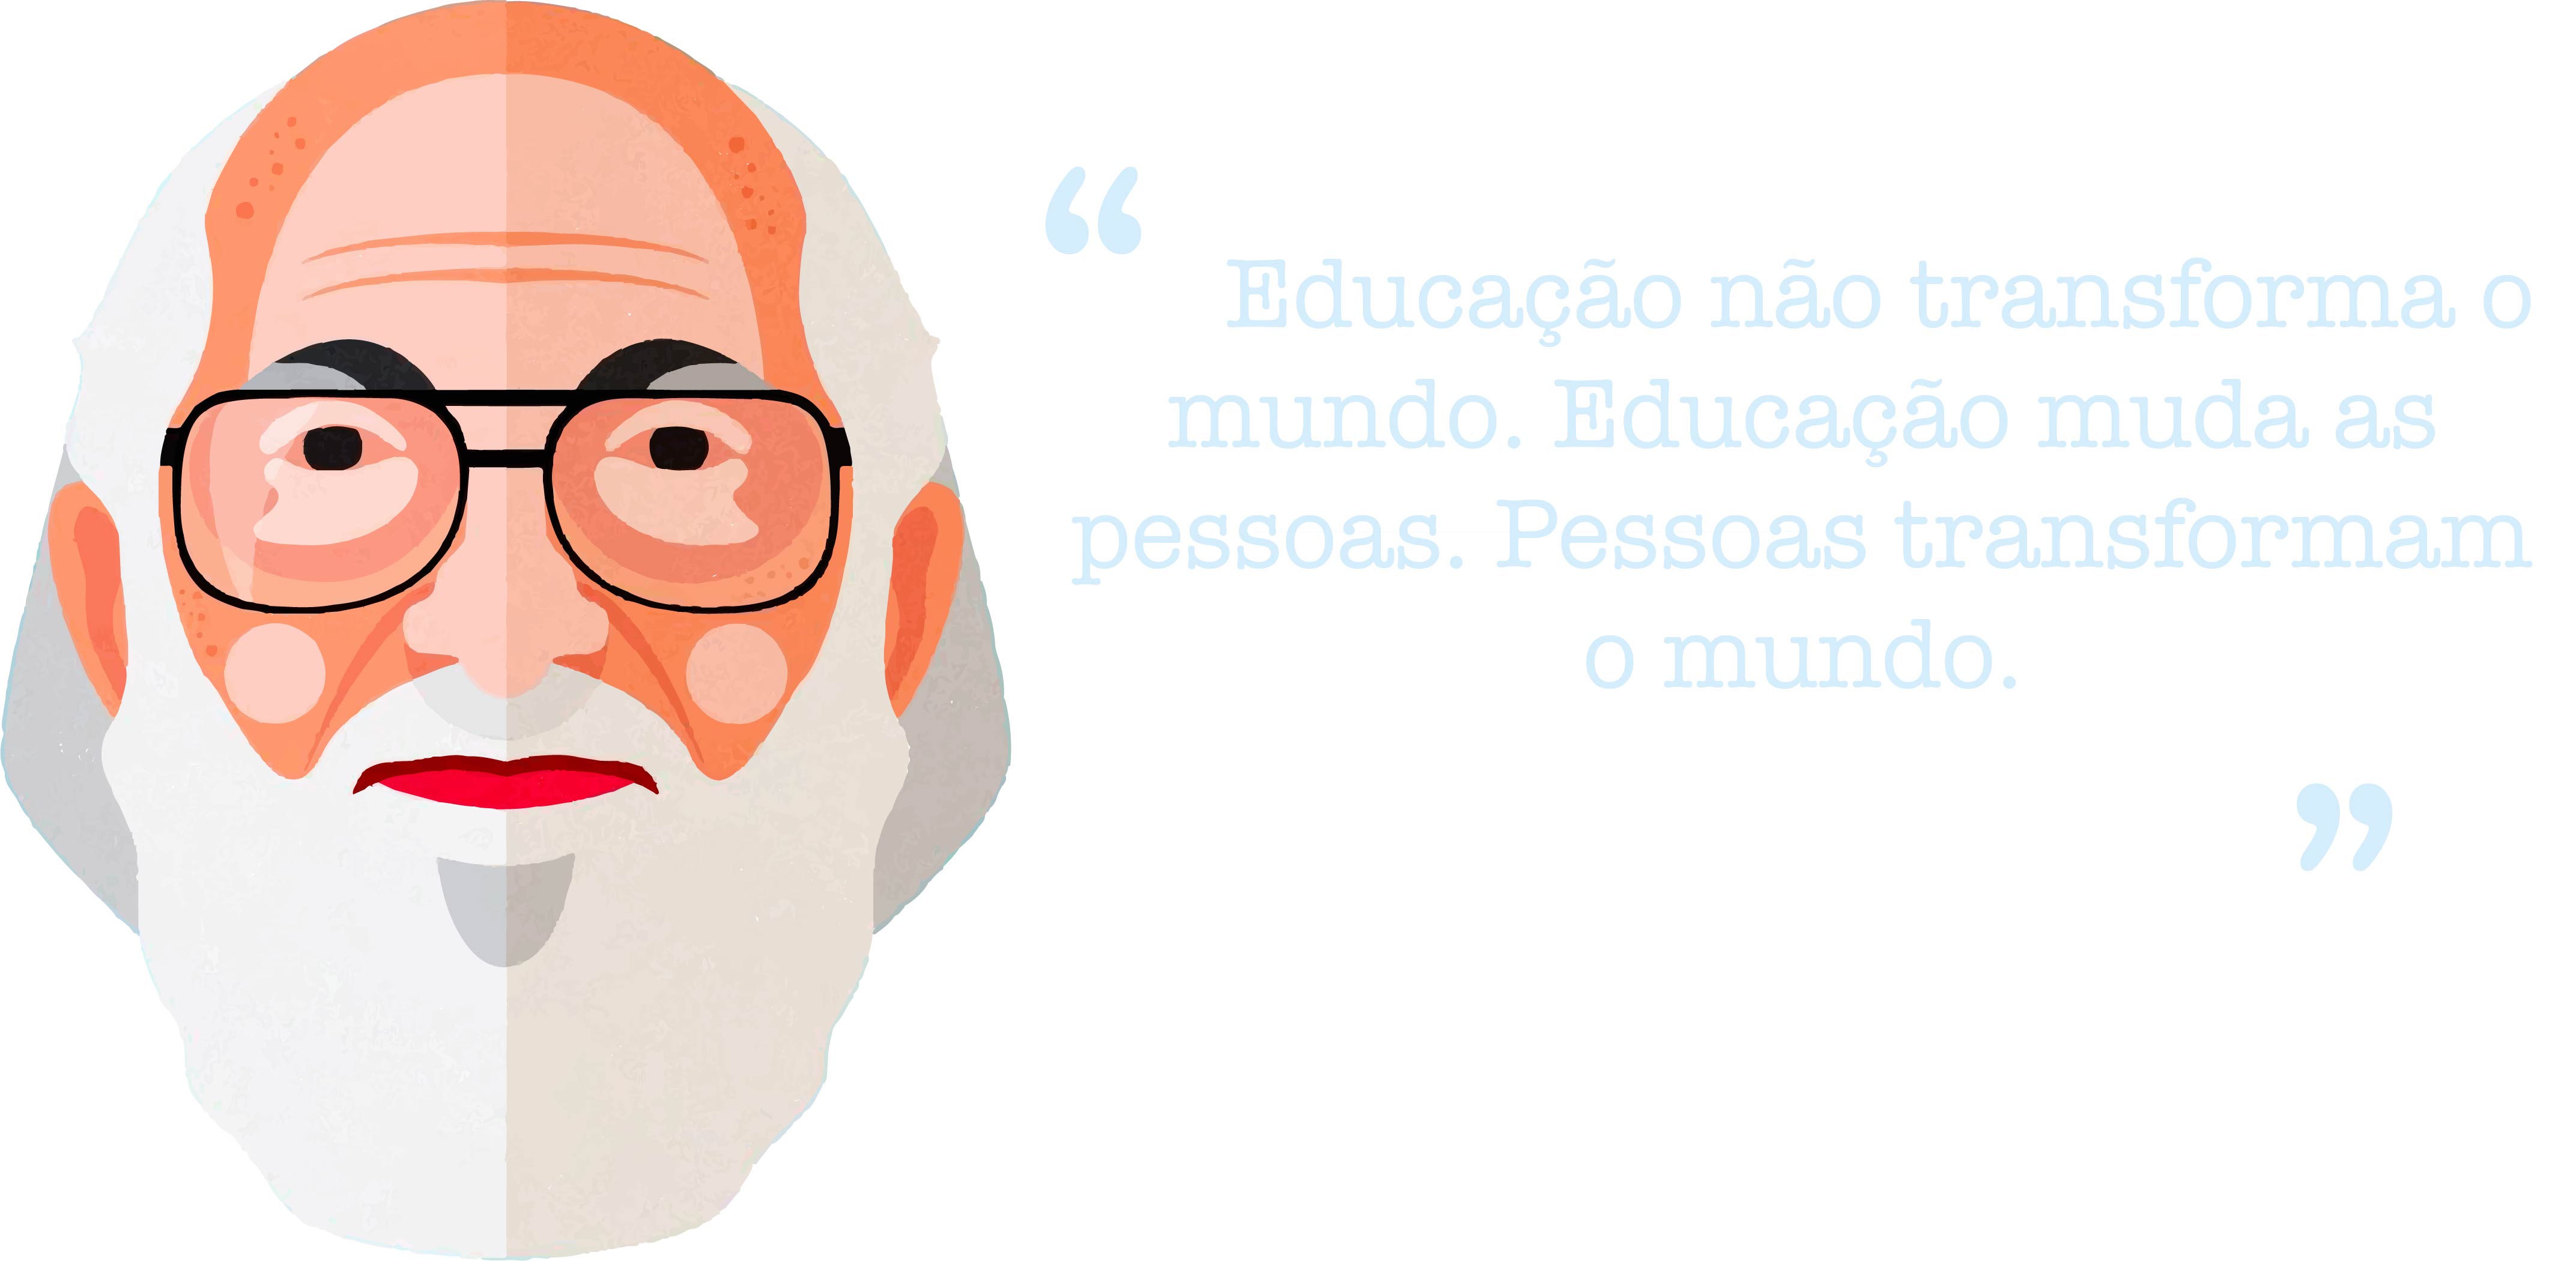 “
Educação não transforma o
mundo. Educação muda as
pessoas. Pessoas transformam
o mundo.
”